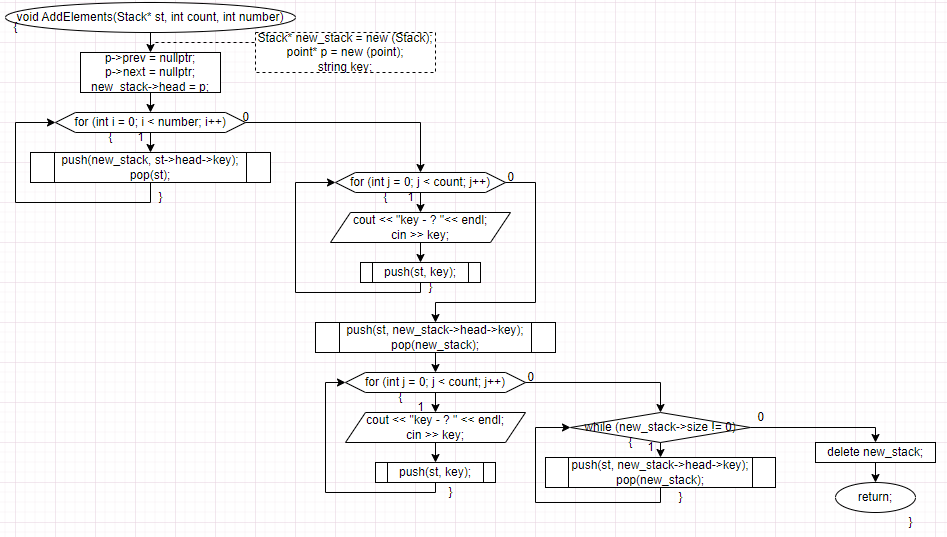 void AddElements(Stack* st, int count, int number)
{
Stack* new_stack = new (Stack);
point* p = new (point);
string key;
p->prev = nullptr;
p->next = nullptr;
new_stack->head = p;
for (int i = 0; i < number; i++)
0
{
1
push(new_stack, st->head->key);
pop(st);
}
for (int j = 0; j < count; j++)
0
{
1
cout << "key - ? "<< endl;
cin >> key;
push(st, key);
}
push(st, new_stack->head->key);
pop(new_stack);
for (int j = 0; j < count; j++)
0
{
1
cout << "key - ? " << endl;
cin >> key;
push(st, key);
}
while (new_stack->size != 0)
0
{
1
push(st, new_stack->head->key);
pop(new_stack);
}
delete new_stack;
return;
}